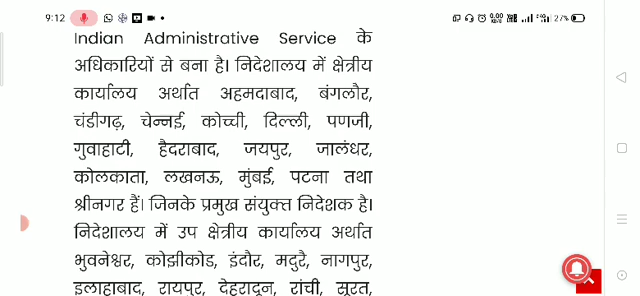 9:12
27%
Indian Administrative Service के
अधिकारियों से बना है। निदेशालय में क्षेत्रीय
कार्यालय अर्थात अहमदाबाद, बंगलौर,
चंडीगढ़, चेन्नई, कोच्ची, दिल्ली, पणजी,
गुवाहाटी, हैदराबाद, जयपुर, जालंधर,
कोलकाता, लखनऊ, मुंबई, पटना तथा
श्रीनगर हैं। जिनके प्रमुख संयुक्त निदेशक है।
निदेशालय में उप क्षेत्रीय कार्यालय अर्थात
भुवनेश्वर, कोझीकोड, इंदौर, मदुरै, नागपुर,
इलाहाबाद, रायपुर, देहरादून, रांची, सूरत,